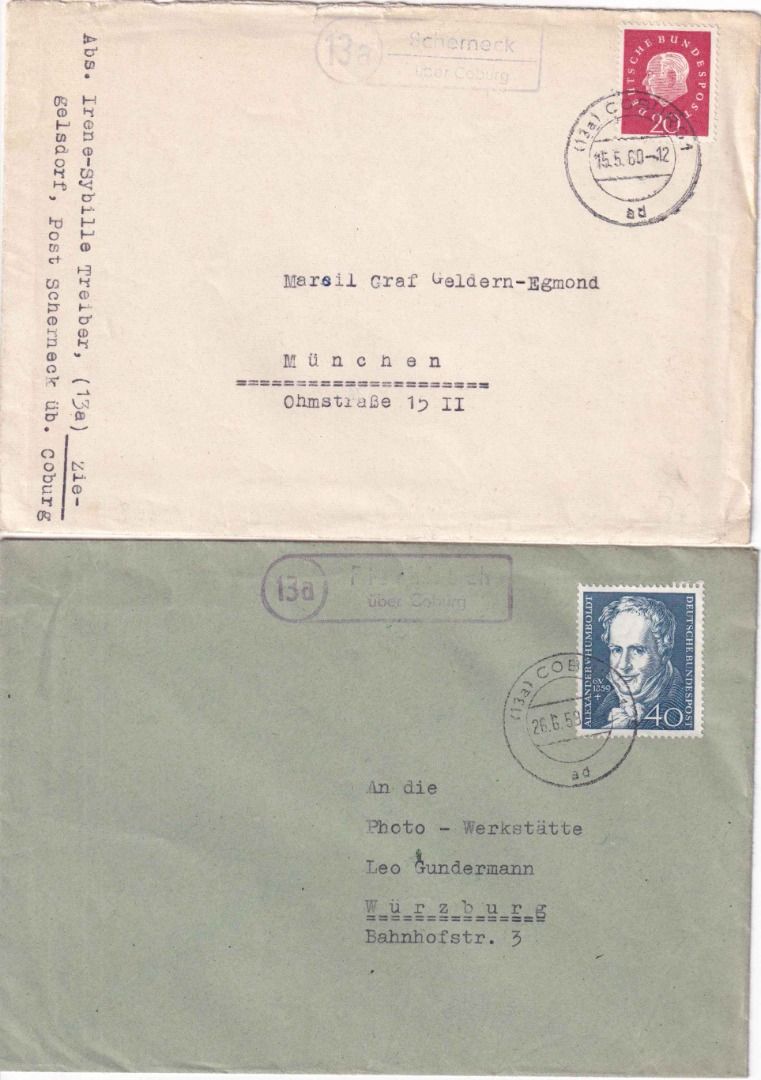 13a
Scherneck
über Coburg
DEUTSCHE BUNDESPOST
20
(13a) COBURG 1
15.5.60-12
ad
Abs. Irene-Sybille Treiber, (13a) Zie-
gelsdorf, Post Scherneck üb. Coburg
Marsil Graf Geldern-Egmond
München
Ohmstraße 15 II
13a
über Coburg
ALEXANDER V. HUMBOLDT
6.V.
1859
+
DEUTSCHE BUNDESPOST
40
(13a) COB
26.6.59
ad
An die
Photo - Werkstätte
Leo Gundermann
Würzburg
Bahnhofstr. 3